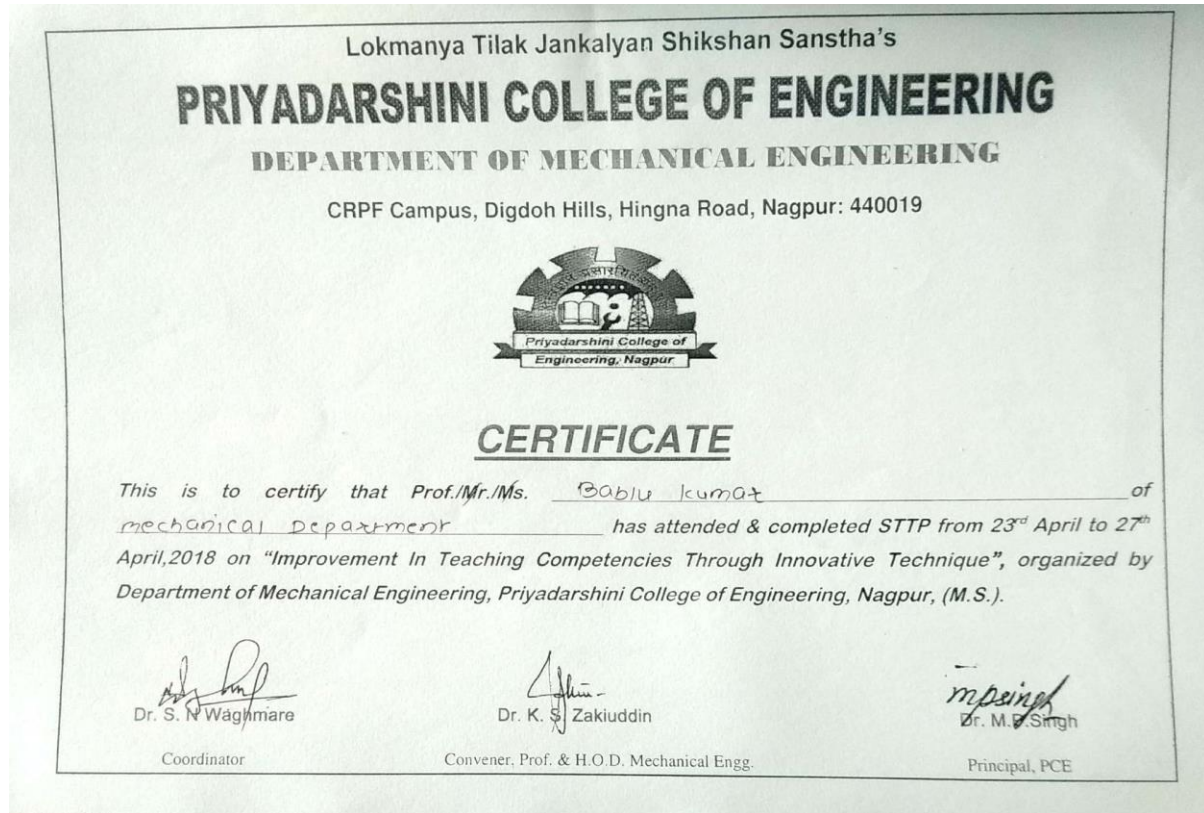 Lokmanya Tilak Jankalyan Shikshan Sanstha's
PRIYADARSHINI COLLEGE OF ENGINEERING
DEPARTMENT OF MECHANICAL ENGINEERING
CRPF Campus, Digdoh Hills, Hingna Road, Nagpur: 440019
Priyadarshini College of
Engineering, Nagpur
CERTIFICATE
This is to certify that Prof./Mr./Ms. Bablu kumar of
mechanical Department has attended & completed STTP from 23rd April to 27th
April,2018 on "Improvement In Teaching Competencies Through Innovative Technique", organized by
Department of Mechanical Engineering, Priyadarshini College of Engineering, Nagpur, (M.S.).
mpsingh
Dr. S. N Waghmare Dr. K. S. Zakiuddin Dr. M.P.Singh
Coordinator Convener, Prof. & H.O.D. Mechanical Engg. Principal, PCE